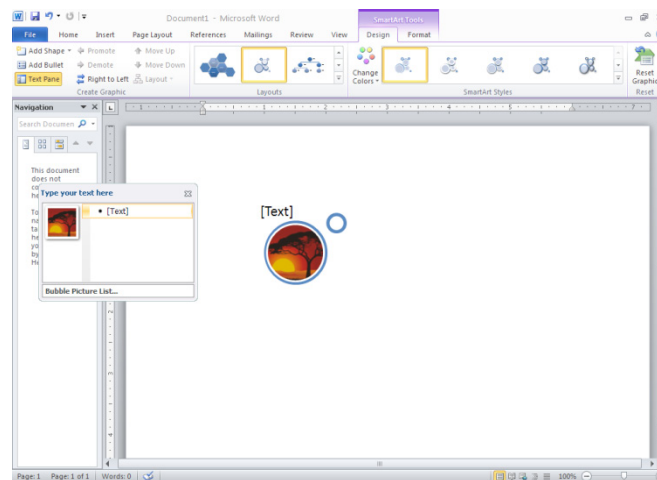 Document1 - Microsoft Word
SmartArt Tools
File Home Insert Page Layout References Mailings Review View Design Format
Add Shape Promote Move Up
Add Bullet Demote Move Down
Text Pane Right to Left Layout
Change
Colors
Reset
Graphic
Create Graphic Layouts SmartArt Styles Reset
Navigation
Search Documen
This document
does not
Type your text here
[Text]
Bubble Picture List...
[Text]
Page: 1 Page: 1 of 1 Words: 0 100%